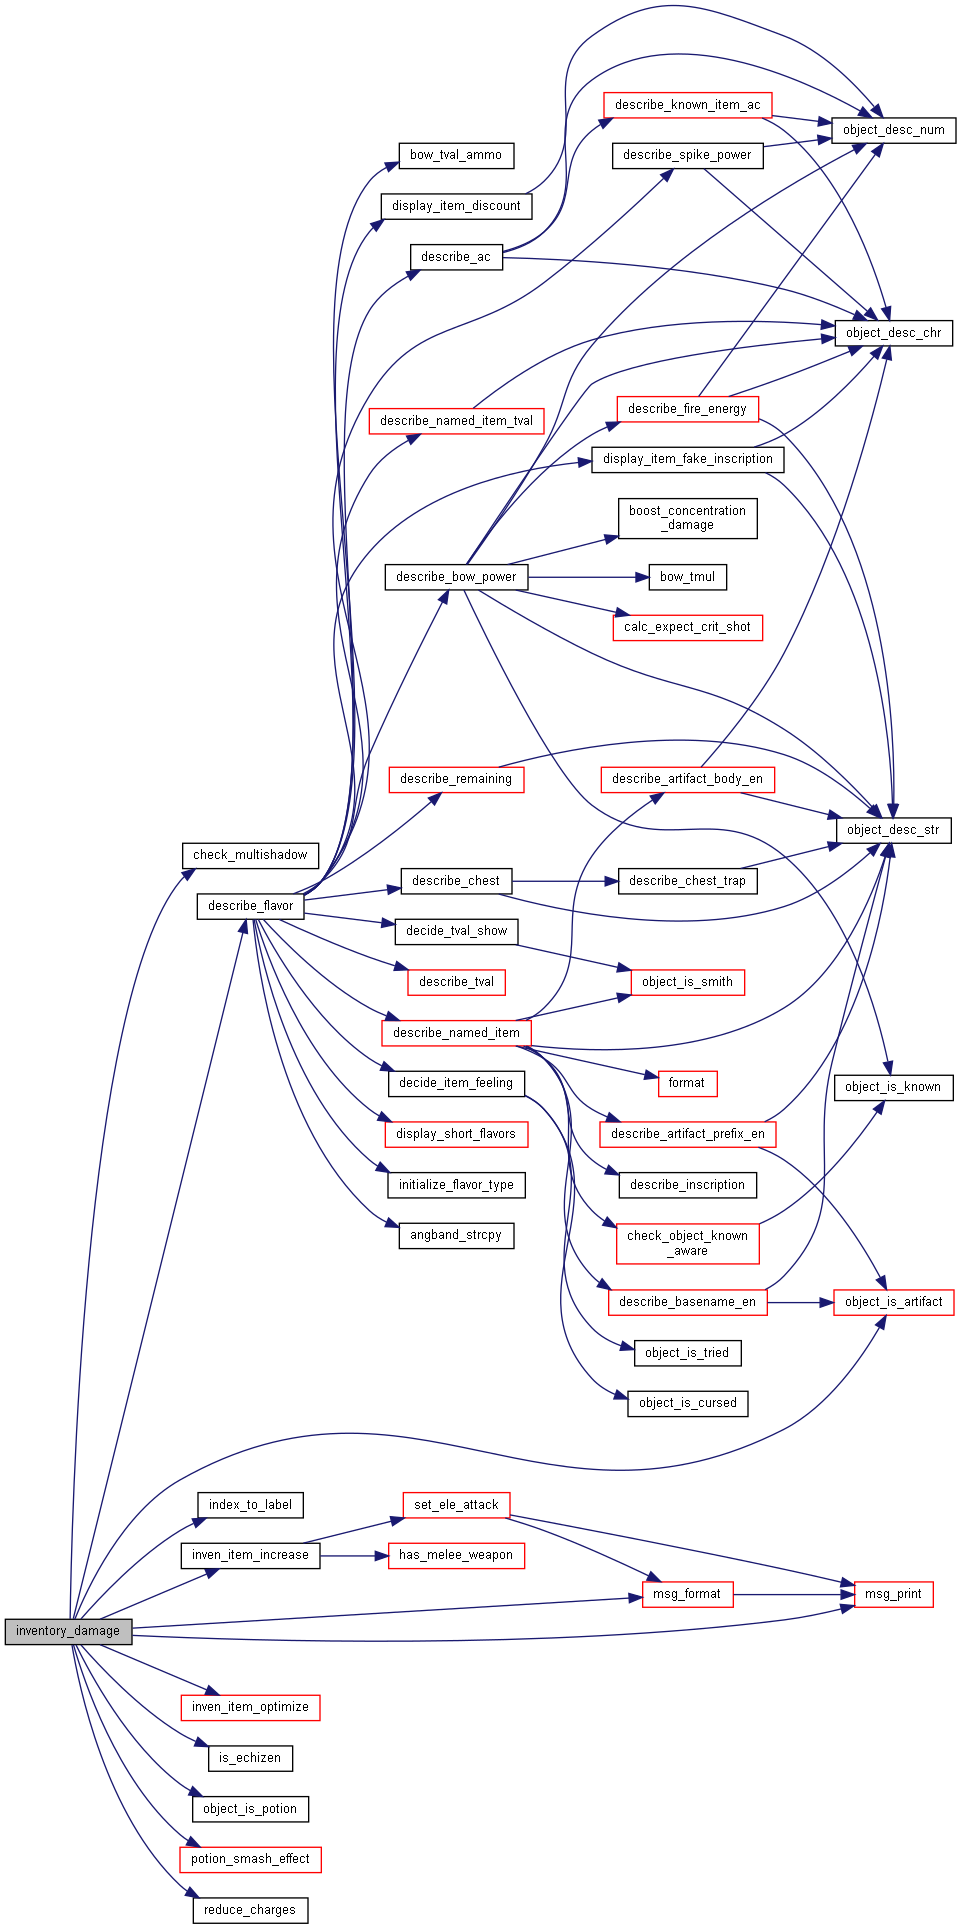 describe_known_item_ac
object_desc_num
bow_tval_ammo
describe_spike_power
display_item_discount
describe_ac
object_desc_chr
describe_named_item_tval
describe_fire_energy
display_item_fake_inscription
boost_concentration
_damage
describe_bow_power
bow_tmul
calc_expect_crit_shot
describe_remaining
describe_artifact_body_en
object_desc_str
check_multishadow
describe_chest
describe_chest_trap
describe_flavor
decide_tval_show
describe_tval
object_is_smith
describe_named_item
decide_item_feeling
format
object_is_known
display_short_flavors
describe_artifact_prefix_en
initialize_flavor_type
describe_inscription
angband_strcpy
check_object_known
_aware
describe_basename_en
object_is_artifact
object_is_tried
object_is_cursed
index_to_label
set_ele_attack
inven_item_increase
has_melee_weapon
msg_format
msg_print
inventory_damage
inven_item_optimize
is_echizen
object_is_potion
potion_smash_effect
reduce_charges